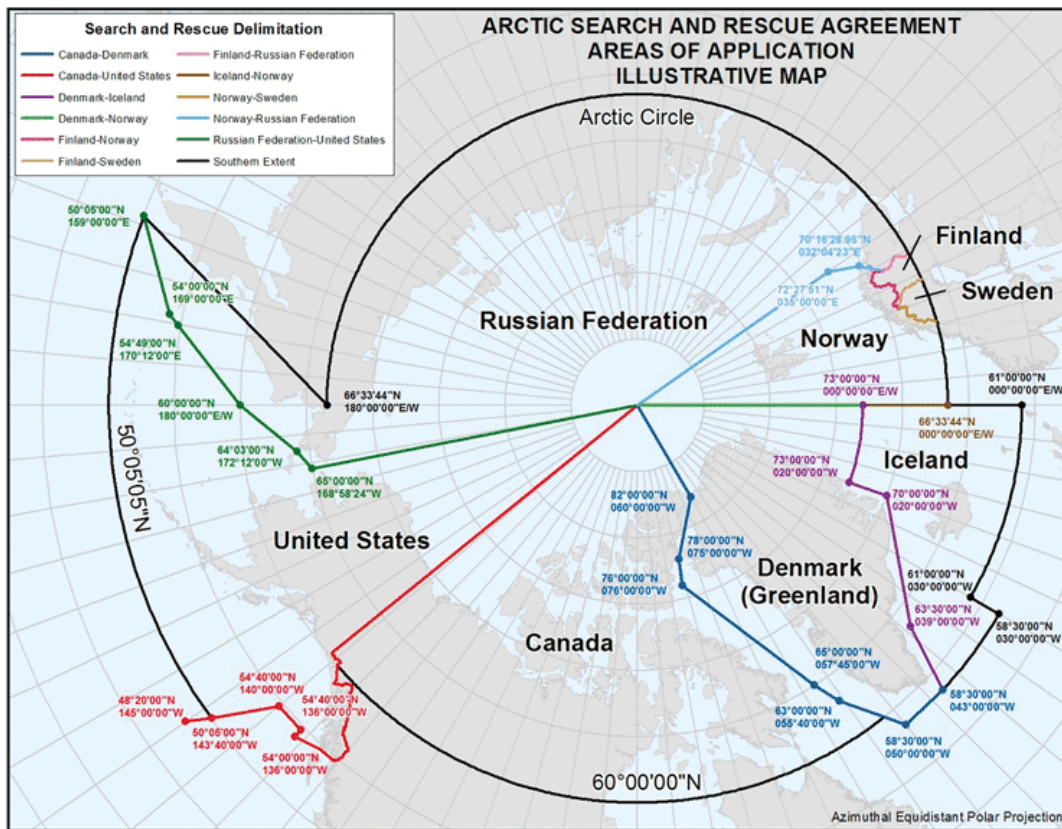 ARCTIC SEARCH AND RESCUE AGREEMENT
AREAS OF APPLICATION
ILLUSTRATIVE MAP
Search and Rescue Delimitation
Canada-Denmark
Canada-United States
Denmark-Iceland
Denmark-Norway
Finland-Norway
Finland-Sweden
Finland-Russian Federation
Iceland-Norway
Norway-Sweden
Norway-Russian Federation
Russian Federation-United States
Southern Extent
Arctic Circle
50°05'00"N
159°00'00"E
54°00'00"N
169°00'00"E
54°49'00"N
170°12'00"E
60°00'00"N
180°00'00"E/W
64°03'00"N
172°12'00"W
65°00'00"N
168°58'24"W
66°33'44"N
180°00'00"E/W
70°16'28.95"N
032°04'23"E
72°27'51"N
035°00'00"E
Finland
Sweden
Norway
Russian Federation
73°00'00"N
000°00'00"E/W
61°00'00"N
000°00'00"E/W
66°33'44"N
000°00'00"E/W
Iceland
73°00'00"N
020°00'00"W
70°00'00"N
020°00'00"W
50°05'05"N
United States
82°00'00"N
060°00'00"W
78°00'00"N
075°00'00"W
76°00'00"N
076°00'00"W
Denmark
(Greenland)
61°00'00"N
030°00'00"W
63°30'00"N
039°00'00"W
58°30'00"N
030°00'00"W
Canada
65°00'00"N
057°45'00"W
63°00'00"N
055°40'00"W
58°30'00"N
043°00'00"W
58°30'00"N
050°00'00"W
48°20'00"N
145°00'00"W
50°05'00"N
143°40'00"W
54°40'00"N
140°00'00"W
54°40'00"N
136°00'00"W
54°00'00"N
136°00'00"W
60°00'00"N
Azimuthal Equidistant Polar Projection